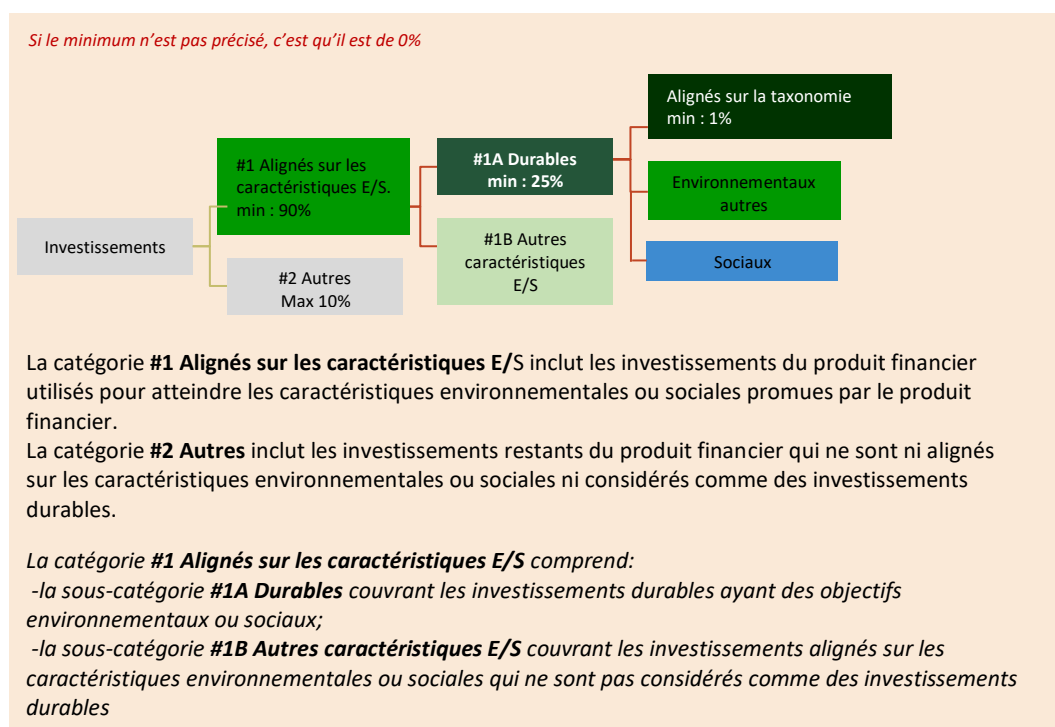 Si le minimum n’est pas précisé, c’est qu’il est de 0%
Alignés sur la taxonomie
min : 1%
#1 Alignés sur les
caractéristiques E/S.
min : 90%
#1A Durables
min : 25%
Environnementaux
autres
Investissements
#1B Autres
caractéristiques
E/S
Sociaux
#2 Autres
Max 10%
La catégorie #1 Alignés sur les caractéristiques E/S inclut les investissements du produit financier
utilisés pour atteindre les caractéristiques environnementales ou sociales promues par le produit
financier.
La catégorie #2 Autres inclut les investissements restants du produit financier qui ne sont ni alignés
sur les caractéristiques environnementales ou sociales ni considérés comme des investissements
durables.
La catégorie #1 Alignés sur les caractéristiques E/S comprend:
-la sous-catégorie #1A Durables couvrant les investissements durables ayant des objectifs
environnementaux ou sociaux;
-la sous-catégorie #1B Autres caractéristiques E/S couvrant les investissements alignés sur les
caractéristiques environnementales ou sociales qui ne sont pas considérés comme des investissements
durables